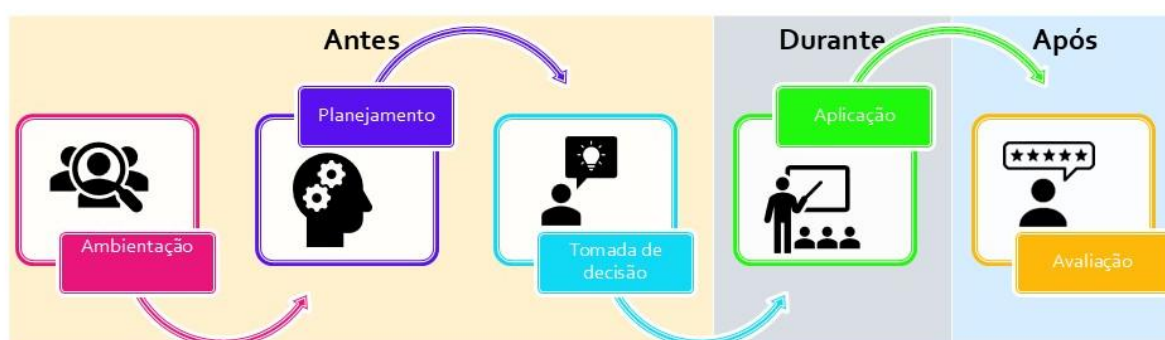 Antes
Durante
Após
Ambientação
Planejamento
Tomada de
decisão
Aplicação
Avaliação